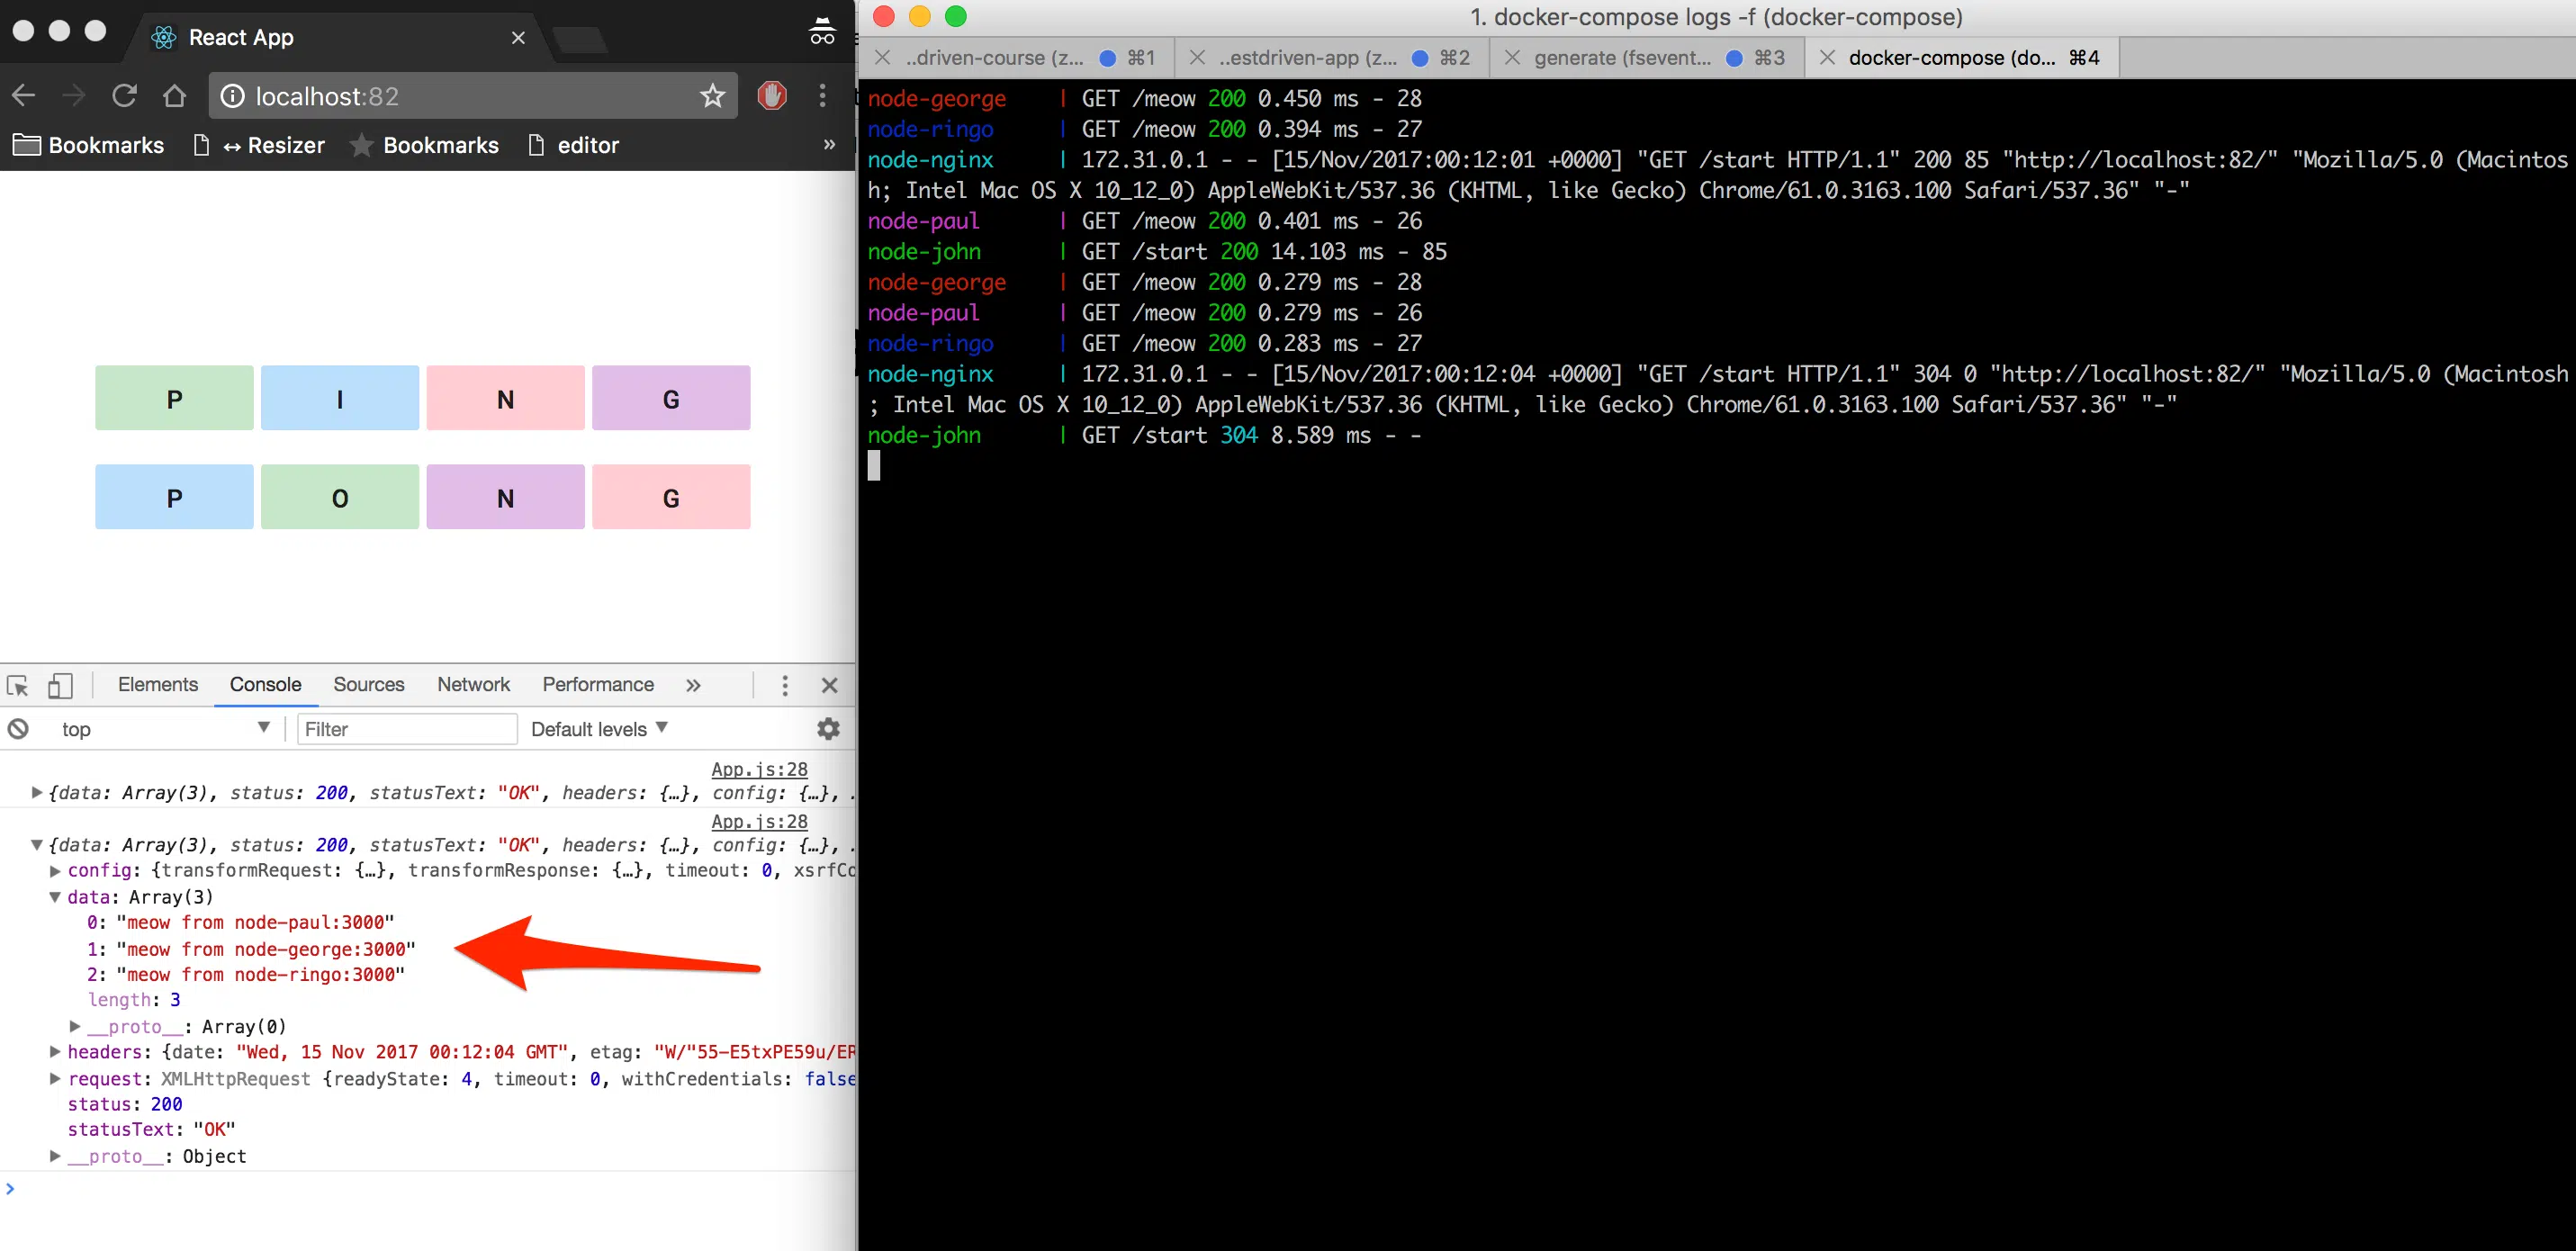 React App
localhost:82
Bookmarks ↔ Resizer Bookmarks editor »
P I N G
P O N G
Elements Console Sources Network Performance »
top Filter Default levels
App.js:28
{data: Array(3), status: 200, statusText: "OK", headers: {…}, config: {…}, .
App.js:28
{data: Array(3), status: 200, statusText: "OK", headers: {…}, config: {…}, .
config: {transformRequest: {…}, transformResponse: {…}, timeout: 0, xsrfCo
data: Array(3)
0: "meow from node-paul:3000"
1: "meow from node-george:3000"
2: "meow from node-ringo:3000"
length: 3
__proto__: Array(0)
headers: {date: "Wed, 15 Nov 2017 00:12:04 GMT", etag: "W/"55-E5txPE59u/ER
request: XMLHttpRequest {readyState: 4, timeout: 0, withCredentials: false
status: 200
statusText: "OK"
__proto__: Object
>
1. docker-compose logs -f (docker-compose)
..driven-course (z... ⌘1 ..estdriven-app (z... ⌘2 generate (fsevent... ⌘3 docker-compose (do... ⌘4
node-george | GET /meow 200 0.450 ms - 28
node-ringo | GET /meow 200 0.394 ms - 27
node-nginx | 172.31.0.1 - - [15/Nov/2017:00:12:01 +0000] "GET /start HTTP/1.1" 200 85 "http://localhost:82/" "Mozilla/5.0 (Macintos
h; Intel Mac OS X 10_12_0) AppleWebKit/537.36 (KHTML, like Gecko) Chrome/61.0.3163.100 Safari/537.36" "-"
node-paul | GET /meow 200 0.401 ms - 26
node-john | GET /start 200 14.103 ms - 85
node-george | GET /meow 200 0.279 ms - 28
node-paul | GET /meow 200 0.279 ms - 26
node-ringo | GET /meow 200 0.283 ms - 27
node-nginx | 172.31.0.1 - - [15/Nov/2017:00:12:04 +0000] "GET /start HTTP/1.1" 304 0 "http://localhost:82/" "Mozilla/5.0 (Macintosh
; Intel Mac OS X 10_12_0) AppleWebKit/537.36 (KHTML, like Gecko) Chrome/61.0.3163.100 Safari/537.36" "-"
node-john | GET /start 304 8.589 ms - -